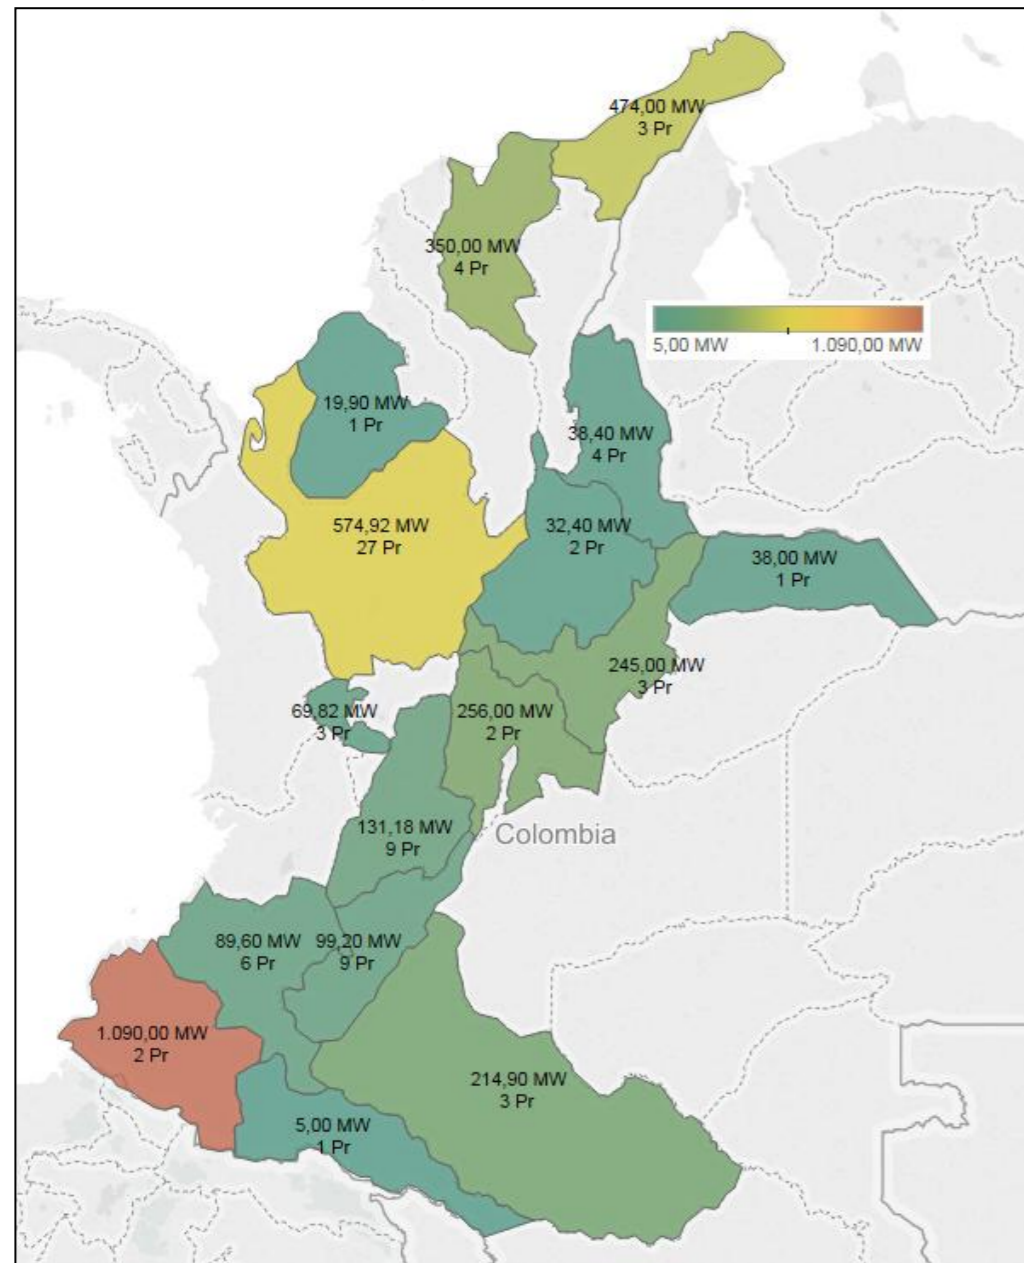 474,00 MW
3 Pr
350,00 MW
4 Pr
5,00 MW
1.090,00 MW
19,90 MW
1 Pr
38,40 MW
4 Pr
574,92 MW
27 Pr
32,40 MW
2 Pr
38,00 MW
1 Pr
245,00 MW
3 Pr
69,82 MW
3 Pr
256,00 MW
2 Pr
131,18 MW
9 Pr
Colombia
89,60 MW
6 Pr
99,20 MW
9 Pr
1.090,00 MW
2 Pr
214,90 MW
3 Pr
5,00 MW
1 Pr